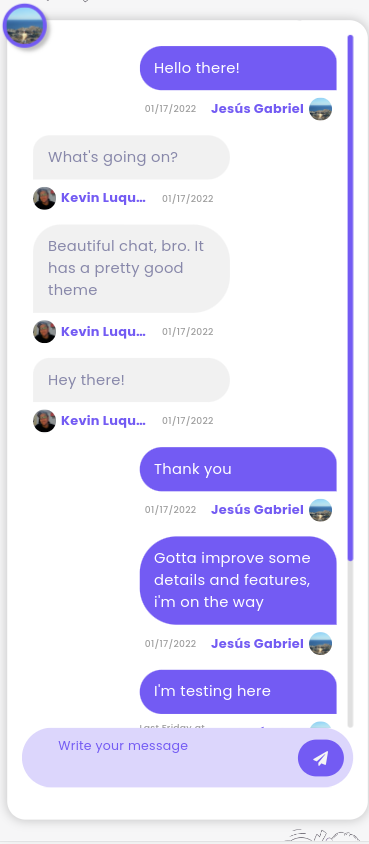 Hello there!
01/17/2022 Jesús Gabriel
What's going on?
Kevin Luqu... 01/17/2022
Beautiful chat, bro. It
has a pretty good
theme
Kevin Luqu... 01/17/2022
Hey there!
Kevin Luqu... 01/17/2022
Thank you
01/17/2022 Jesús Gabriel
Gotta improve some
details and features,
i'm on the way
01/17/2022 Jesús Gabriel
I'm testing here
Last Friday at
Write your message